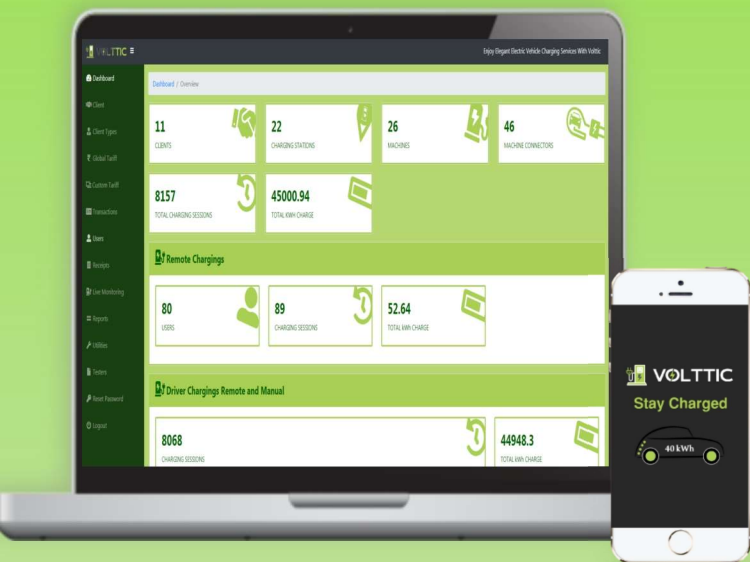 VOLTTIC
Enjoy Elegant Electric Vehicle Charging Services With Volttic
Dashboard
Client
Client Types
Global Tariff
Custom Tariff
Transactions
Users
Receipts
Live Monitoring
Reports
Utilities
Testers
Reset Password
Logout
Dashboard / Overview
11
CLIENTS
22
CHARGING STATIONS
26
MACHINES
46
MACHINE CONNECTORS
8157
TOTAL CHARGING SESSIONS
45000.94
TOTAL KWH CHARGE
Remote Chargings
80
USERS
89
CHARGING SESSIONS
52.64
TOTAL kWh CHARGE
Driver Chargings Remote and Manual
8068
CHARGING SESSIONS
44948.3
TOTAL kWh CHARGE
VOLTTIC
Stay Charged
40 kWh